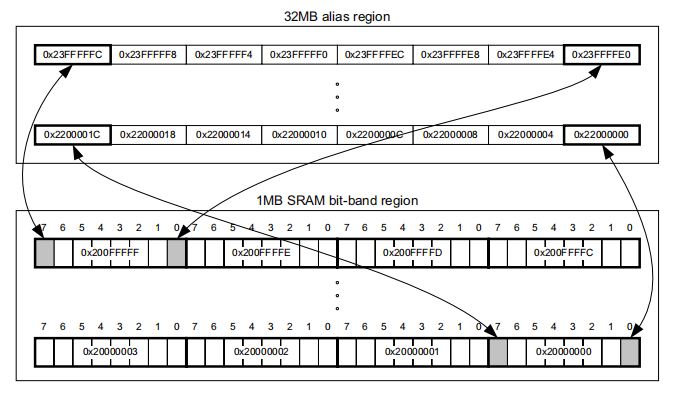 32MB alias region
0x23FFFFFC 0x23FFFFF8 0x23FFFFF4 0x23FFFFF0 0x23FFFFEC 0x23FFFFE8 0x23FFFFE4 0x23FFFFE0
0x2200001C 0x22000018 0x22000014 0x22000010 0x2200000C 0x22000008 0x22000004 0x22000000
1MB SRAM bit-band region
7 6 5 4 3 2 1 0 7 6 5 4 3 2 1 0 7 6 5 4 3 2 1 0 7 6 5 4 3 2 1 0
0x200FFFFF 0x200FFFFE 0x200FFFFD 0x200FFFFC
7 6 5 4 3 2 1 0 7 6 5 4 3 2 1 0 7 6 5 4 3 2 1 0 7 6 5 4 3 2 1 0
0x20000003 0x20000002 0x20000001 0x20000000